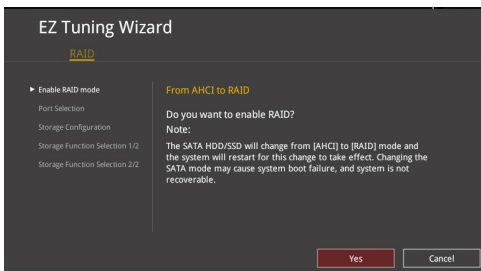 EZ Tuning Wizard
RAID
Enable RAID mode
Port Selection
Storage Configuration
Storage Function Selection 1/2
Storage Function Selection 2/2
From AHCI to RAID
Do you want to enable RAID?
Note:
The SATA HDD/SSD will change from [AHCI] to [RAID] mode and
the system will restart for this change to take effect. Changing the
SATA mode may cause system boot failure, and system is not
recoverable.
Yes
Cancel